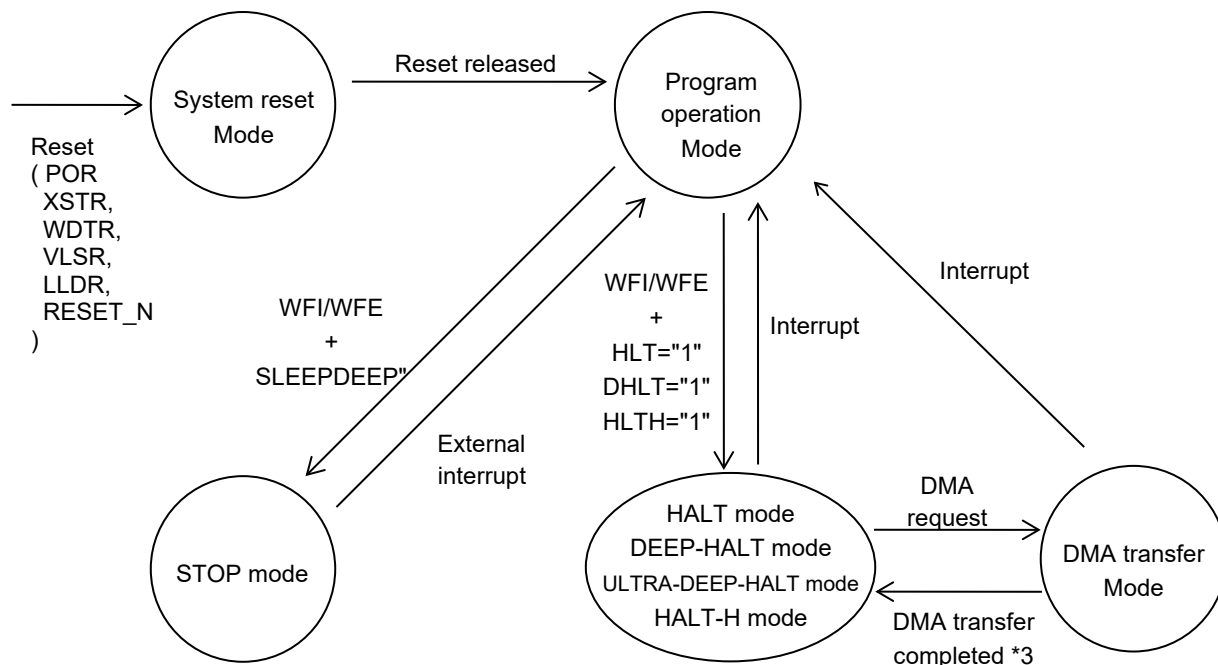 System reset
Mode
Reset released
Program
operation
Mode
Reset
( POR
XSTR,
WDTR,
VLSR,
LLDR,
RESET_N
)
WFI/WFE
+
SLEEPDEEP"
External
interrupt
WFI/WFE
+
HLT="1"
DHLT="1"
HLTH="1"
Interrupt
Interrupt
STOP mode
HALT mode
DEEP-HALT mode
ULTRA-DEEP-HALT mode
HALT-H mode
DMA
request
DMA transfer
completed *3
DMA transfer
Mode